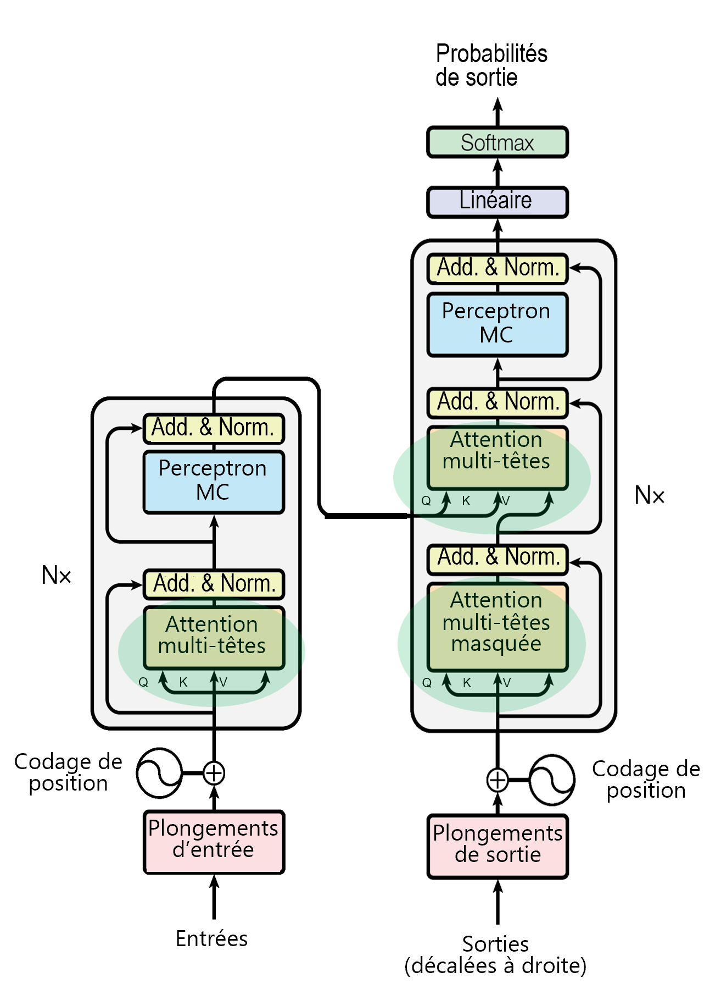 Probabilités
de sortie
Softmax
Linéaire
Add. & Norm.
Perceptron
MC
Add. & Norm.
Attention
multi-têtes
Q K V
Nx
Add. & Norm.
Attention
multi-têtes
masquée
Q K V
Codage de
position
Plongements
de sortie
Sorties
(décalées à droite)
Add. & Norm.
Perceptron
MC
Nx
Add. & Norm.
Attention
multi-têtes
Q K V
Codage de
position
Plongements
d’entrée
Entrées